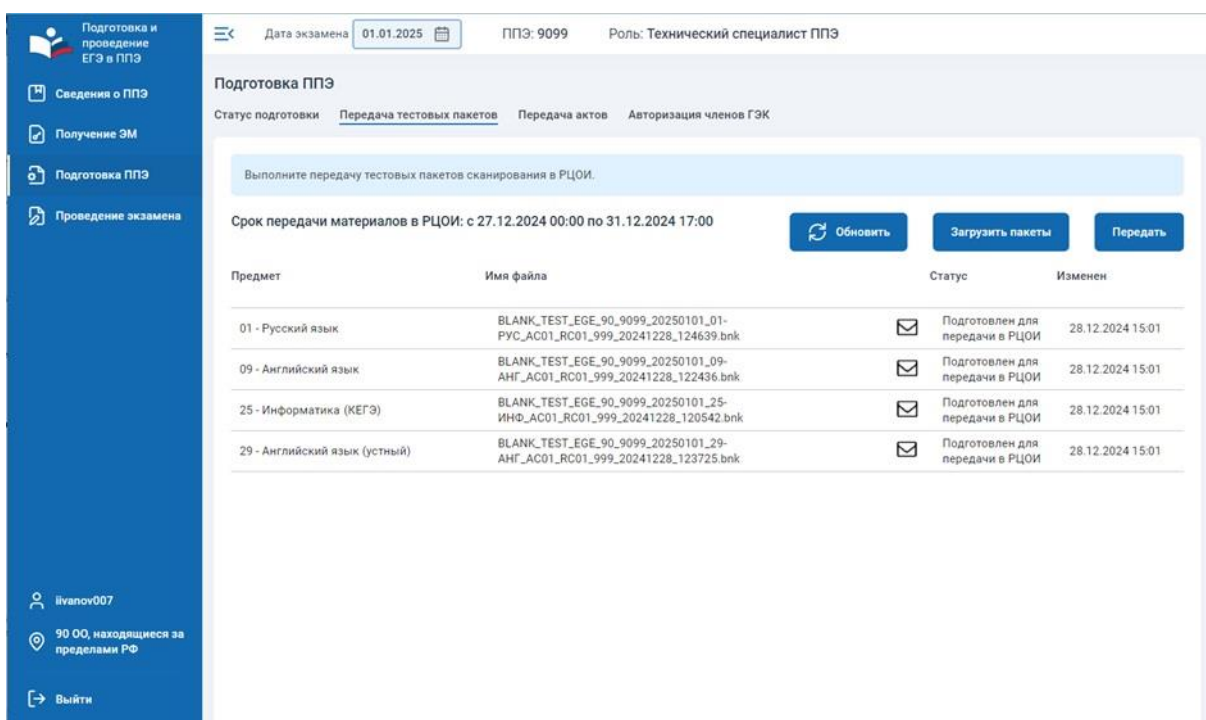 Подготовка и
проведение
ЕГЭ в ППЭ
Сведения о ППЭ
Получение ЭМ
Подготовка ППЭ
Проведение экзамена
iivanov007
90 ОО, находящиеся за
пределами РФ
Выйти
Дата экзамена 01.01.2025 ППЭ: 9099 Роль: Технический специалист ППЭ
Подготовка ППЭ
Статус подготовки Передача тестовых пакетов Передача актов Авторизация членов ГЭК
Выполните передачу тестовых пакетов сканирования в РЦОИ.
Срок передачи материалов в РЦОИ: с 27.12.2024 00:00 по 31.12.2024 17:00
Обновить Загрузить пакеты Передать
Предмет Имя файла Статус Изменен
01 - Русский язык
BLANK_TEST_EGE_90_9099_20250101_01-
РУС_AC01_RC01_999_20241228_124639.bnk
Подготовлен для
передачи в РЦОИ
28.12.2024 15:01
09 - Английский язык
BLANK_TEST_EGE_90_9099_20250101_09-
АНГ_AC01_RC01_999_20241228_122436.bnk
Подготовлен для
передачи в РЦОИ
28.12.2024 15:01
25 - Информатика (КЕГЭ)
BLANK_TEST_EGE_90_9099_20250101_25-
ИНФ_AC01_RC01_999_20241228_120542.bnk
Подготовлен для
передачи в РЦОИ
28.12.2024 15:01
29 - Английский язык (устный)
BLANK_TEST_EGE_90_9099_20250101_29-
АНГ_AC01_RC01_999_20241228_123725.bnk
Подготовлен для
передачи в РЦОИ
28.12.2024 15:01